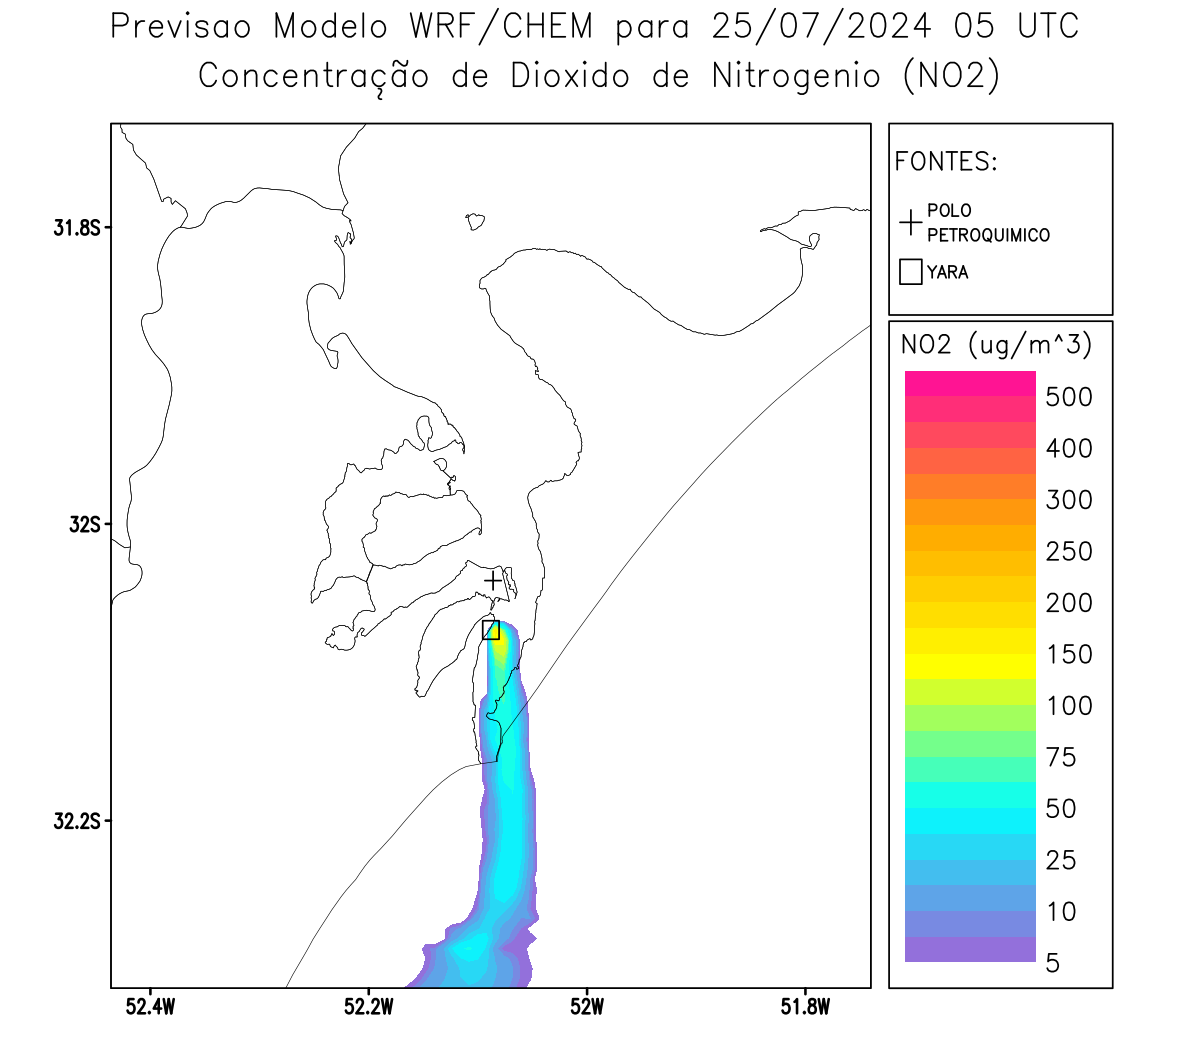 Previsao Modelo WRF/CHEM para 25/07/2024 05 UTC
Concentração de Dioxido de Nitrogenio (NO2)
FONTES:
POLO
PETROQUIMICO
YARA
NO2 (ug/m^3)
500
400
300
250
200
150
100
75
50
25
10
5
31.8S
32S
32.2S
52.4W
52.2W
52W
51.8W